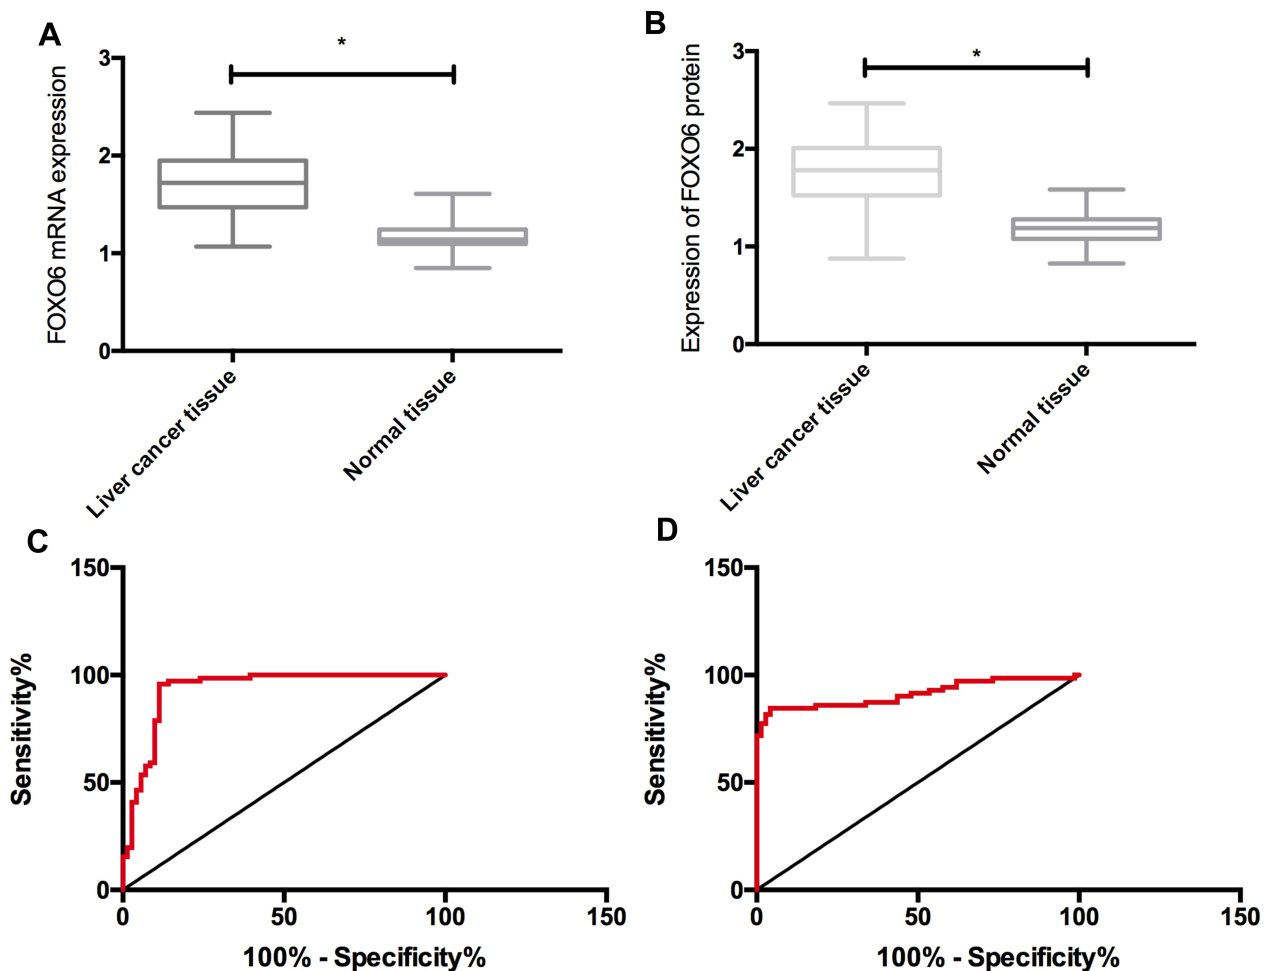 A
*
FOXO6 mRNA expression
3
2
1
0
Liver cancer tissue
Normal tissue
B
*
Expression of FOXO6 protein
3
2
1
0
Liver cancer tissue
Normal tissue
C
Sensitivity%
150
100
50
0
0 50 100 150
100% - Specificity%
D
Sensitivity%
150
100
50
0
0 50 100 150
100% - Specificity%